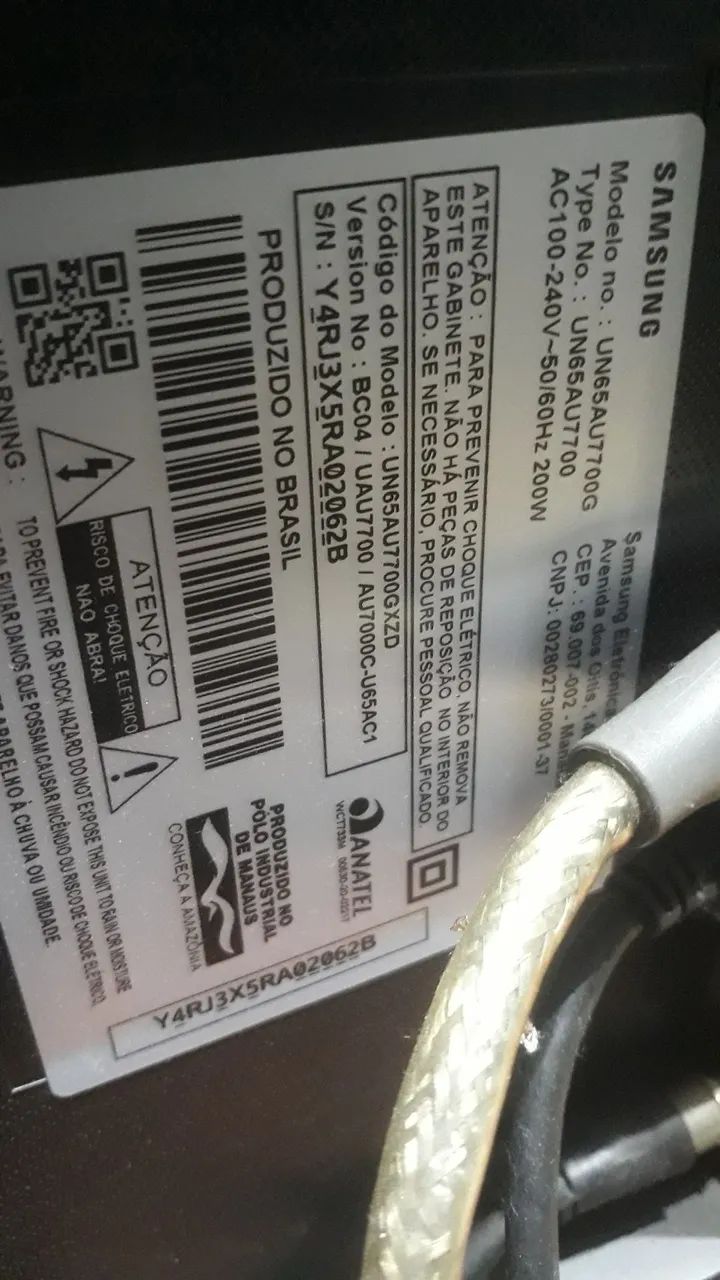 SAMSUNG
Modelo no. : UN65AU7700G
Type No. : UN65AU7700
AC100-240V~50/60Hz 200W
Samsung Eletrônica
Avenida dos Oitis, 14
CEP. : 69.007-002 - Mana
CNPJ: 00280273/0001-37
ATENÇÃO : PARA PREVENIR CHOQUE ELÉTRICO, NÃO REMOVA
ESTE GABINETE. NÃO HÁ PEÇAS DE REPOSIÇÃO NO INTERIOR DO
APARELHO. SE NECESSÁRIO, PROCURE PESSOAL QUALIFICADO.
Código do Modelo : UN65AU7700GXZD
Version No : BC04 / UAU7700 / AU7000C-U65AC1
S/N : Y4RJ3X5RA02062B
ANATEL
PRODUZIDO NO BRASIL
PRODUZIDO NO
PÓLO INDUSTRIAL
DE MANAUS
CONHEÇA A AMAZÔNIA
Y4RJ3X5RA02062B
ATENÇÃO
RISCO DE CHOQUE ELETRICO
NAO ABRA!
WARNING :
TO PREVENT FIRE OR SHOCK HAZARD DO NOT EXPOSE THIS UNIT TO RAIN OR MOISTURE
PARA EVITAR DANOS QUE POSSAM CAUSAR INCÊNDIO OU RISCO DE CHOQUE ELÉTRICO,
APARELHO À CHUVA OU UMIDADE.